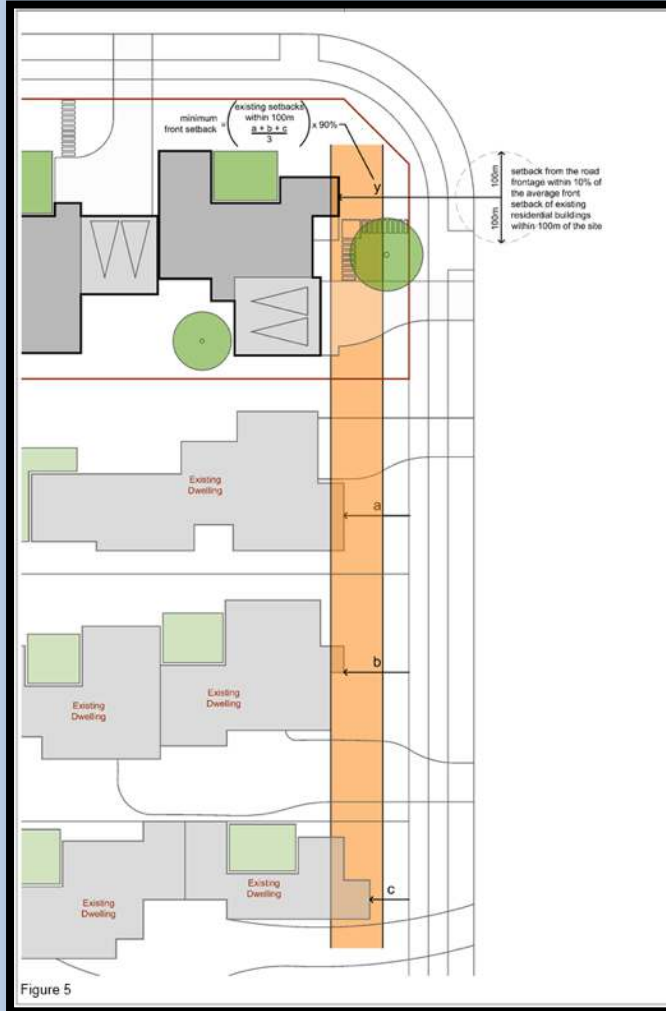 minimum
front setback
=
existing setbacks
within 100m
a + b + c
3
x 90%
y
100m
100m
setback from the road
frontage within 10% of
the average front
setback of existing
residential buildings
within 100m of the site
Existing
Dwelling
a
b
Existing
Dwelling
Existing
Dwelling
c
Existing
Dwelling
Existing
Dwelling
Figure 5